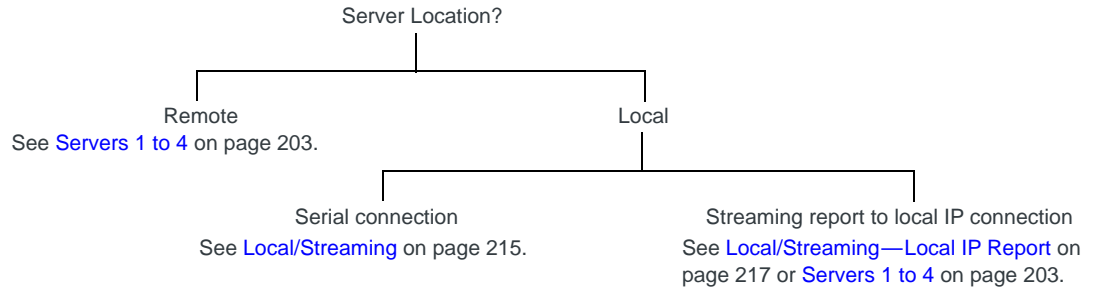 Server Location?
Remote
See Servers 1 to 4 on page 203.
Local
Serial connection
See Local/Streaming on page 215.
Streaming report to local IP connection
See Local/Streaming—Local IP Report on
page 217 or Servers 1 to 4 on page 203.